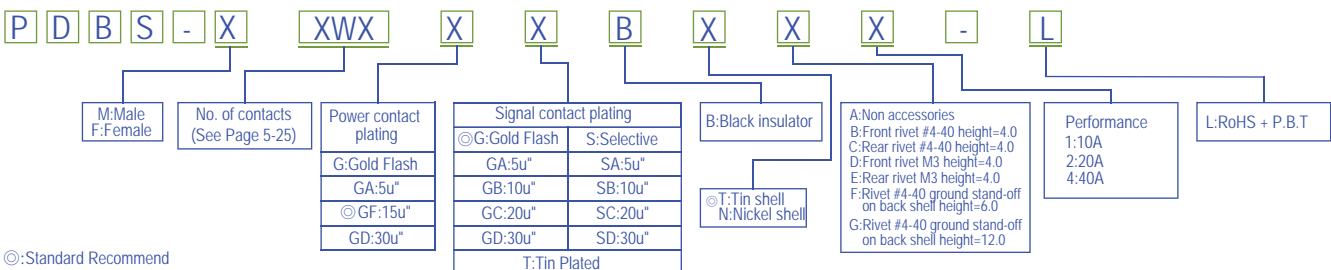 P D B S - X XWX X X B X X X - L
M:Male
F:Female
No. of contacts
(See Page 5-25)
Power contact
plating
G:Gold Flash
GA:5u"
◎GF:15u"
GD:30u"
Signal contact plating
◎G:Gold Flash S:Selective
GA:5u" SA:5u"
GB:10u" SB:10u"
GC:20u" SC:20u"
GD:30u" SD:30u"
T:Tin Plated
B:Black insulator
◎T:Tin shell
N:Nickel shell
A:Non accessories
B:Front rivet #4-40 height=4.0
C:Rear rivet #4-40 height=4.0
D:Front rivet M3 height=4.0
E:Rear rivet M3 height=4.0
F:Rivet #4-40 ground stand-off
on back shell height=6.0
G:Rivet #4-40 ground stand-off
on back shell height=12.0
Performance
1:10A
2:20A
4:40A
L:RoHS + P.B.T
◎:Standard Recommend